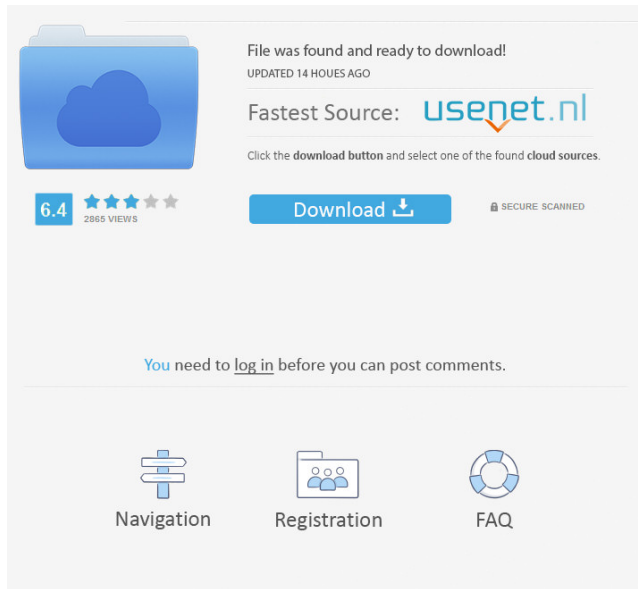 File was found and ready to download!
UPDATED 14 HOUES AGO
Fastest Source: usenet.nl
Click the download button and select one of the found cloud sources.
6.4
2865 VIEWS
Download
SECURE SCANNED
You need to log in before you can post comments.
Navigation
Registration
FAQ